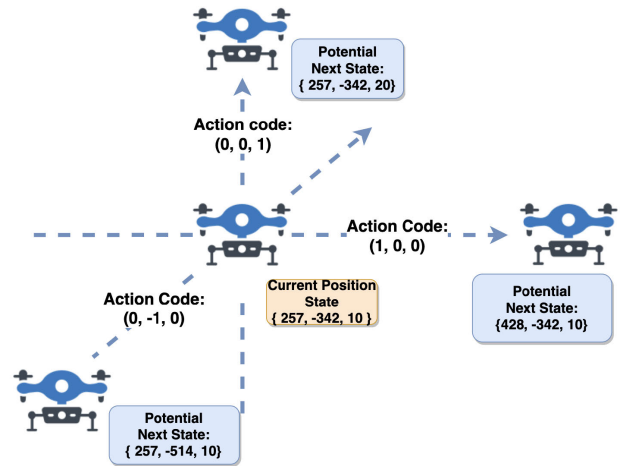 Potential
Next State:
{ 257, -342, 20}
Action code:
(0, 0, 1)
Action Code:
(1, 0, 0)
Current Position
State
{ 257, -342, 10 }
Potential
Next State:
{428, -342, 10}
Action Code:
(0, -1, 0)
Potential
Next State:
{ 257, -514, 10}